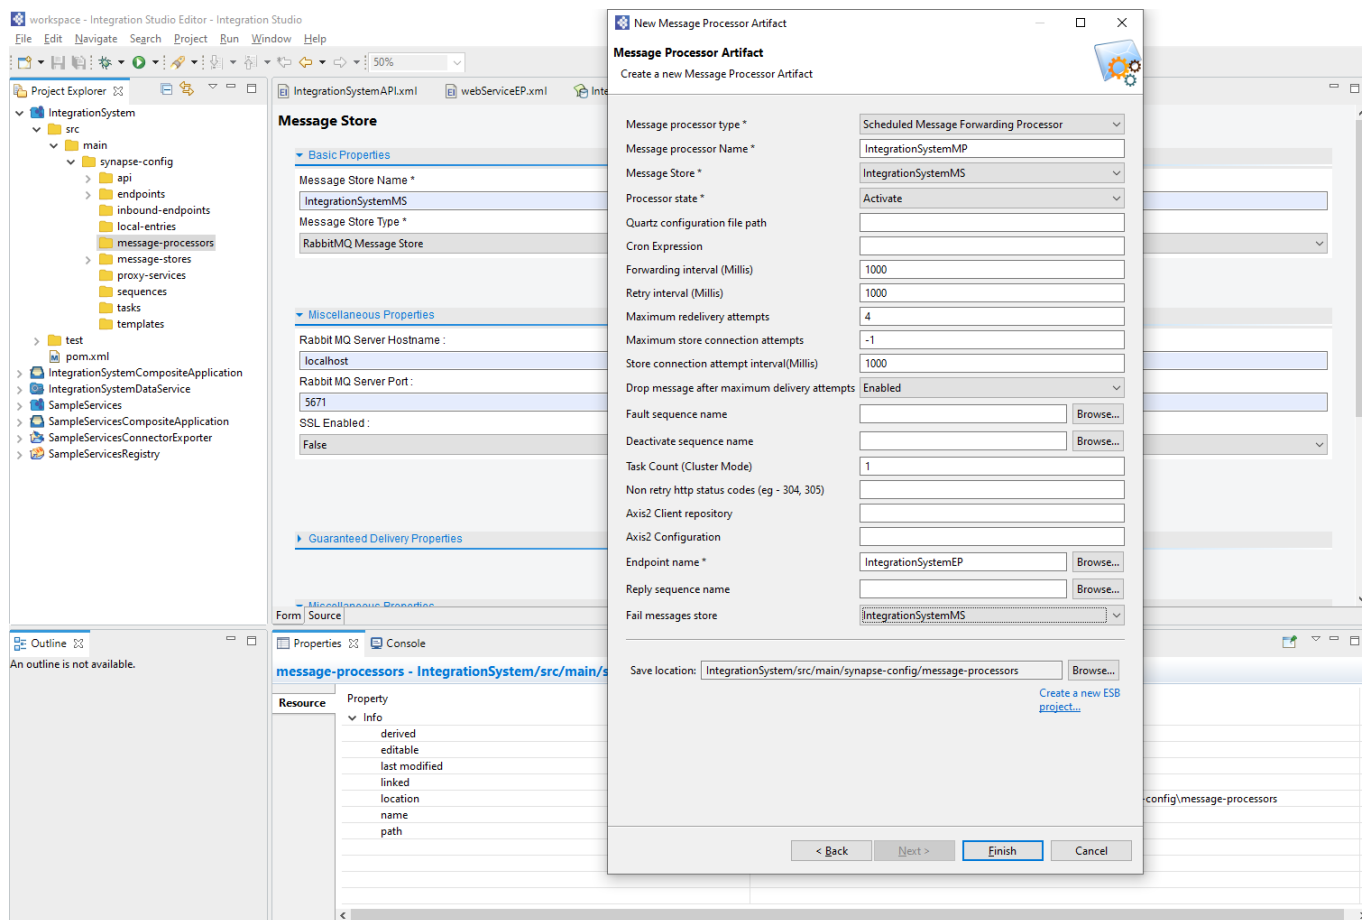 workspace - Integration Studio Editor - Integration Studio
File Edit Navigate Search Project Run Window Help
50%
Project Explorer
IntegrationSystem
src
main
synapse-config
api
endpoints
inbound-endpoints
local-entries
message-processors
message-stores
proxy-services
sequences
tasks
templates
test
pom.xml
IntegrationSystemCompositeApplication
IntegrationSystemDataService
SampleServices
SampleServicesCompositeApplication
SampleServicesConnectorExporter
SampleServicesRegistry
Outline
An outline is not available.
IntegrationSystemAPI.xml webServiceEP.xml Inte
Message Store
Basic Properties
Message Store Name *
IntegrationSystemMS
Message Store Type *
RabbitMQ Message Store
Miscellaneous Properties
Rabbit MQ Server Hostname :
localhost
Rabbit MQ Server Port :
5671
SSL Enabled :
False
Guaranteed Delivery Properties
Miscellaneous Properties
Form Source
Properties Console
message-processors - IntegrationSystem/src/main/s
Resource
Property
Info
derived
editable
last modified
linked
location
name
path
-config\message-processors
New Message Processor Artifact
Message Processor Artifact
Create a new Message Processor Artifact
Message processor type * Scheduled Message Forwarding Processor
Message processor Name * IntegrationSystemMP
Message Store * IntegrationSystemMS
Processor state * Activate
Quartz configuration file path
Cron Expression
Forwarding interval (Millis) 1000
Retry interval (Millis) 1000
Maximum redelivery attempts 4
Maximum store connection attempts -1
Store connection attempt interval(Millis) 1000
Drop message after maximum delivery attempts Enabled
Fault sequence name Browse...
Deactivate sequence name Browse...
Task Count (Cluster Mode) 1
Non retry http status codes (eg - 304, 305)
Axis2 Client repository
Axis2 Configuration
Endpoint name * IntegrationSystemEP Browse...
Reply sequence name Browse...
Fail messages store IntegrationSystemMS
Save location: IntegrationSystem/src/main/synapse-config/message-processors Browse...
Create a new ESB
project...
< Back Next > Finish Cancel